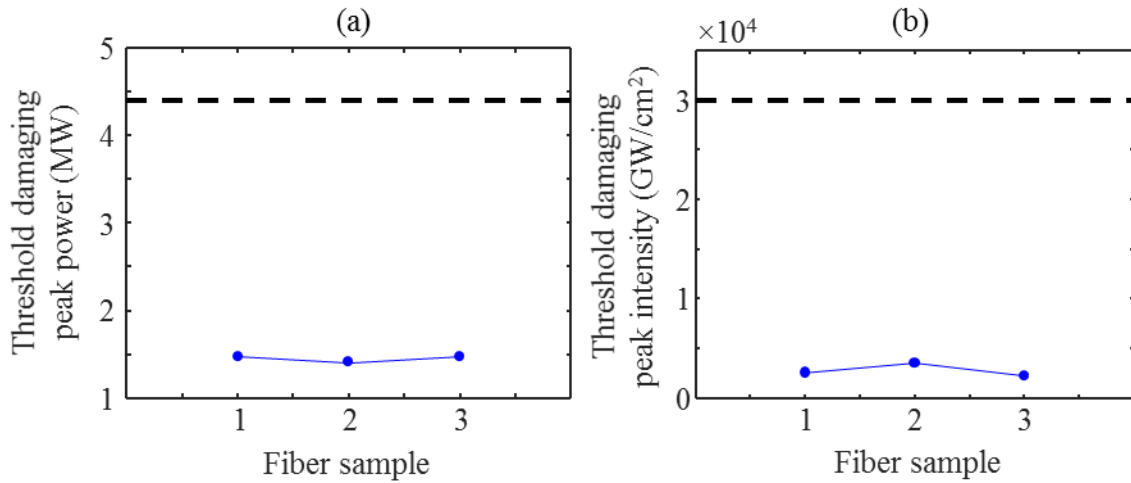 (a)
Threshold damaging
peak power (MW)
5
4
3
2
1
1 2 3
Fiber sample
(b)
×10⁴
Threshold damaging
peak intensity (GW/cm²)
3
2
1
0
1 2 3
Fiber sample